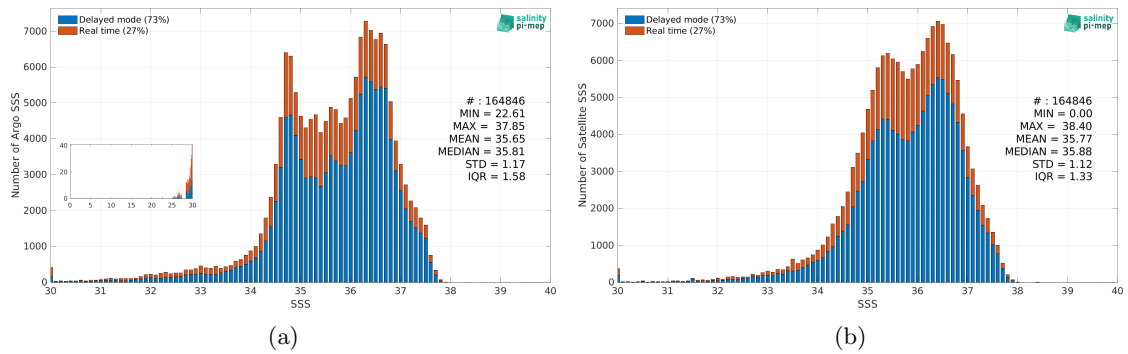 Delayed mode (73%)
Real time (27%)
salinity
pi-mep
7000
6000
5000
4000
3000
2000
1000
0
Number of Argo SSS
# : 164846
MIN = 22.61
MAX = 37.85
MEAN = 35.65
MEDIAN = 35.81
STD = 1.17
IQR = 1.58
40
20
0
0 5 10 15 20 25 30
30 31 32 33 34 35 36 37 38 39 40
SSS
(a)
Delayed mode (73%)
Real time (27%)
salinity
pi-mep
7000
6000
5000
4000
3000
2000
1000
0
Number of Satellite SSS
# : 164846
MIN = 0.00
MAX = 38.40
MEAN = 35.77
MEDIAN = 35.88
STD = 1.12
IQR = 1.33
30 31 32 33 34 35 36 37 38 39 40
SSS
(b)